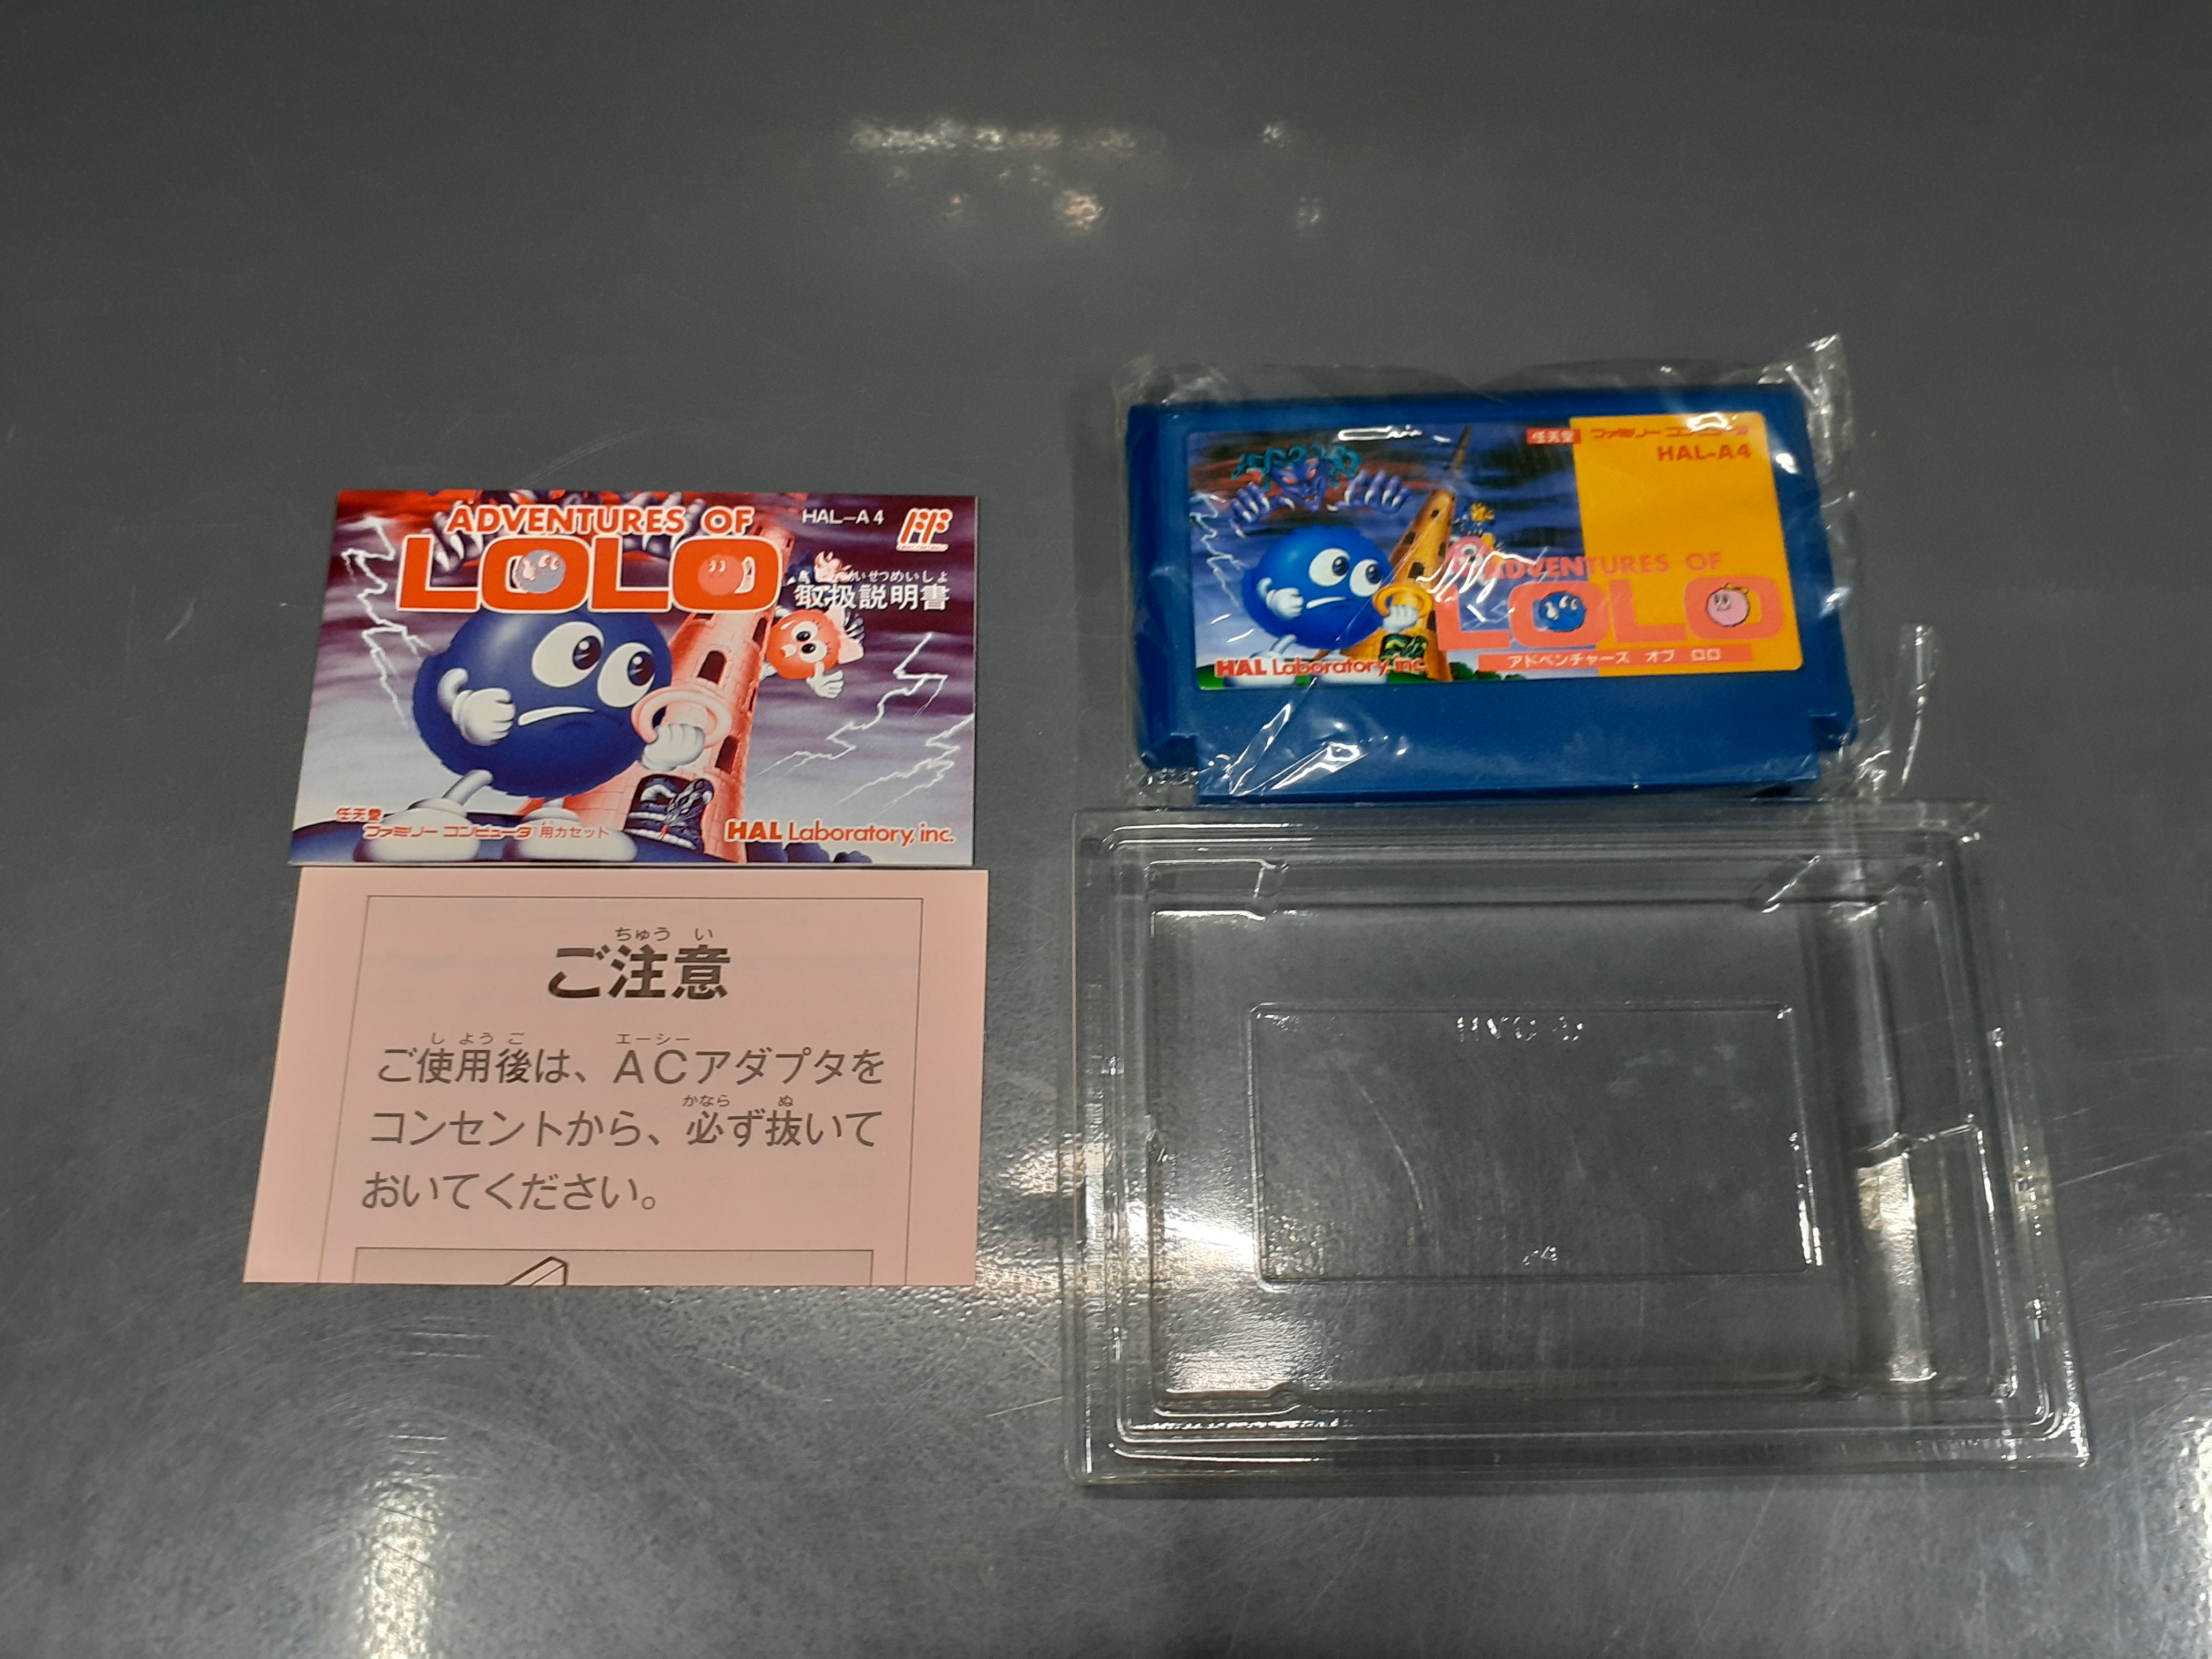 ADVENTURES OF
LOLO
HAL-A4
取扱説明書
任天堂
ファミリー コンピュータ 用カセット
HAL Laboratory, inc.
ちゅう い
ご注意
し よう ご エーシー
ご使用後は、ACアダプタを
かなら ぬ
コンセントから、必ず抜いて
おいてください。
任天堂 ファミリー コンピュータ
HAL-A4
ADVENTURES OF
LOLO
アドベンチャーズ オブ ロロ
HAL Laboratory, inc.